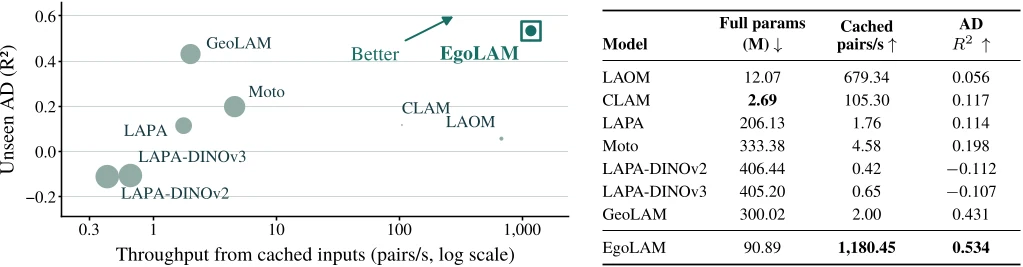 0.6
0.4
0.2
0.0
−0.2
Unseen AD (R²)
GeoLAM
Better
EgoLAM
Moto
CLAM
LAPA
LAOM
LAPA-DINOv3
LAPA-DINOv2
0.3 1 10 100 1,000
Throughput from cached inputs (pairs/s, log scale)
Full params Cached AD
Model (M) ↓ pairs/s ↑ R² ↑
LAOM 12.07 679.34 0.056
CLAM 2.69 105.30 0.117
LAPA 206.13 1.76 0.114
Moto 333.38 4.58 0.198
LAPA-DINOv2 406.44 0.42 −0.112
LAPA-DINOv3 405.20 0.65 −0.107
GeoLAM 300.02 2.00 0.431
EgoLAM 90.89 1,180.45 0.534